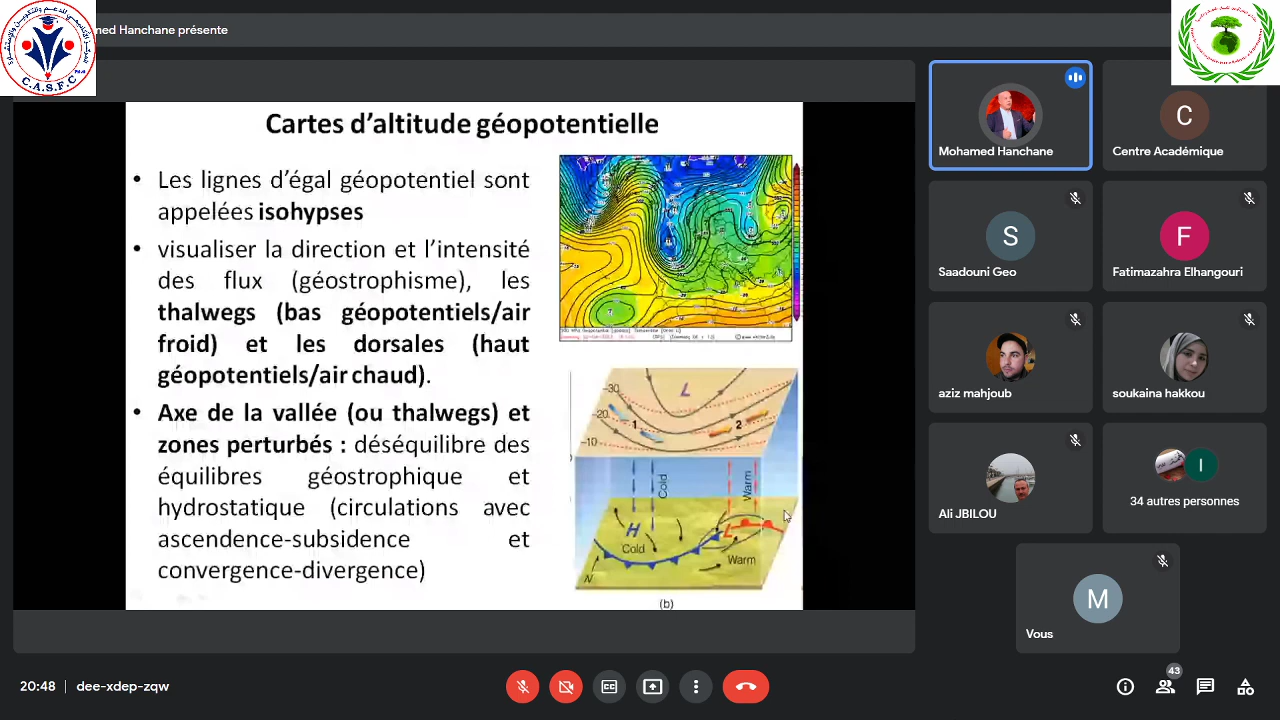 ned Hanchane présente
C.A.S.F.C
Cartes d'altitude géopotentielle
• Les lignes d'égal géopotentiel sont
appelées isohypses
• visualiser la direction et l'intensité
des flux (géostrophisme), les
thalwegs (bas géopotentiels/air
froid) et les dorsales (haut
géopotentiels/air chaud).
• Axe de la vallée (ou thalwegs) et
zones perturbés : déséquilibre des
équilibres géostrophique et
hydrostatique (circulations avec
ascendence-subsidence et
convergence-divergence)
L
-30
-20
-10
1
2
Cold
Warm
H
Cold
L
Warm
N
(b)
Mohamed Hanchane
C
Centre Académique
S
Saadouni Geo
F
Fatimazahra Elhangouri
aziz mahjoub
soukaina hakkou
Ali JBILOU
I
34 autres personnes
M
Vous
20:48 | dee-xdep-zqw
CC
43